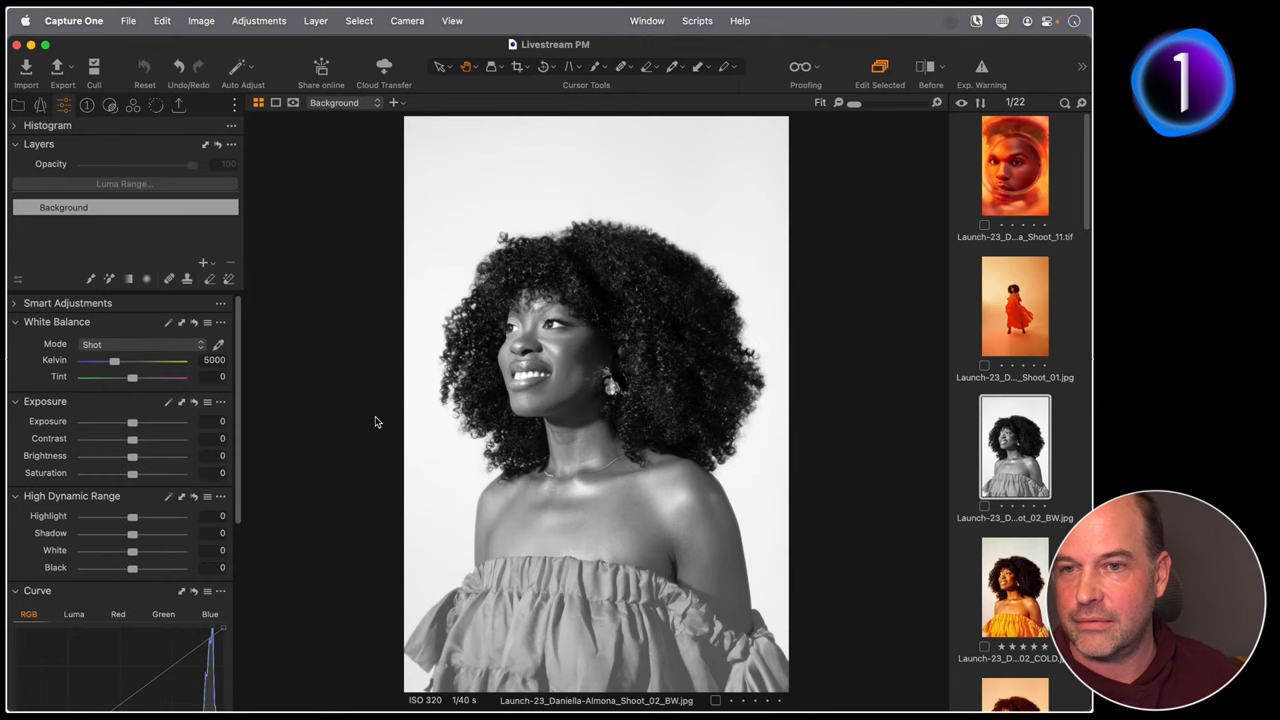 Capture One File Edit Image Adjustments Layer Select Camera View Window Scripts Help
Livestream PM
Import Export Cull Reset Undo/Redo Auto Adjust Share online Cloud Transfer Cursor Tools Proofing Edit Selected Before Exp. Warning
Background Fit 1/22
Histogram
Layers
Opacity 100
Luma Range...
Background
Smart Adjustments
White Balance
Mode Shot
Kelvin 5000
Tint 0
Exposure
Exposure 0
Contrast 0
Brightness 0
Saturation 0
High Dynamic Range
Highlight 0
Shadow 0
White 0
Black 0
Curve
RGB Luma Red Green Blue
ISO 320 1/40 s Launch-23_Daniella-Almona_Shoot_02_BW.jpg
Launch-23_D...a_Shoot_11.tif
Launch-23_D..._Shoot_01.jpg
Launch-23_D...ot_02_BW.jpg
Launch-23_D...02_COLD.j
1